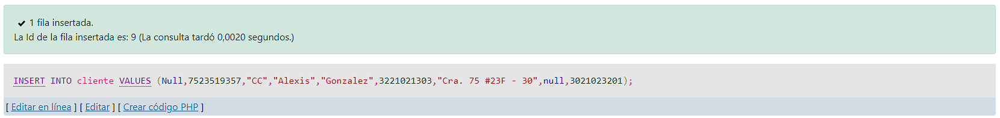 ✔ 1 fila insertada.
La Id de la fila insertada es: 9 (La consulta tardó 0,0020 segundos.)
INSERT INTO cliente VALUES (Null,7523519357,"CC","Alexis","Gonzalez",3221021303,"Cra. 75 #23F - 30",null,3021023201);
[ Editar en línea ] [ Editar ] [ Crear código PHP ]